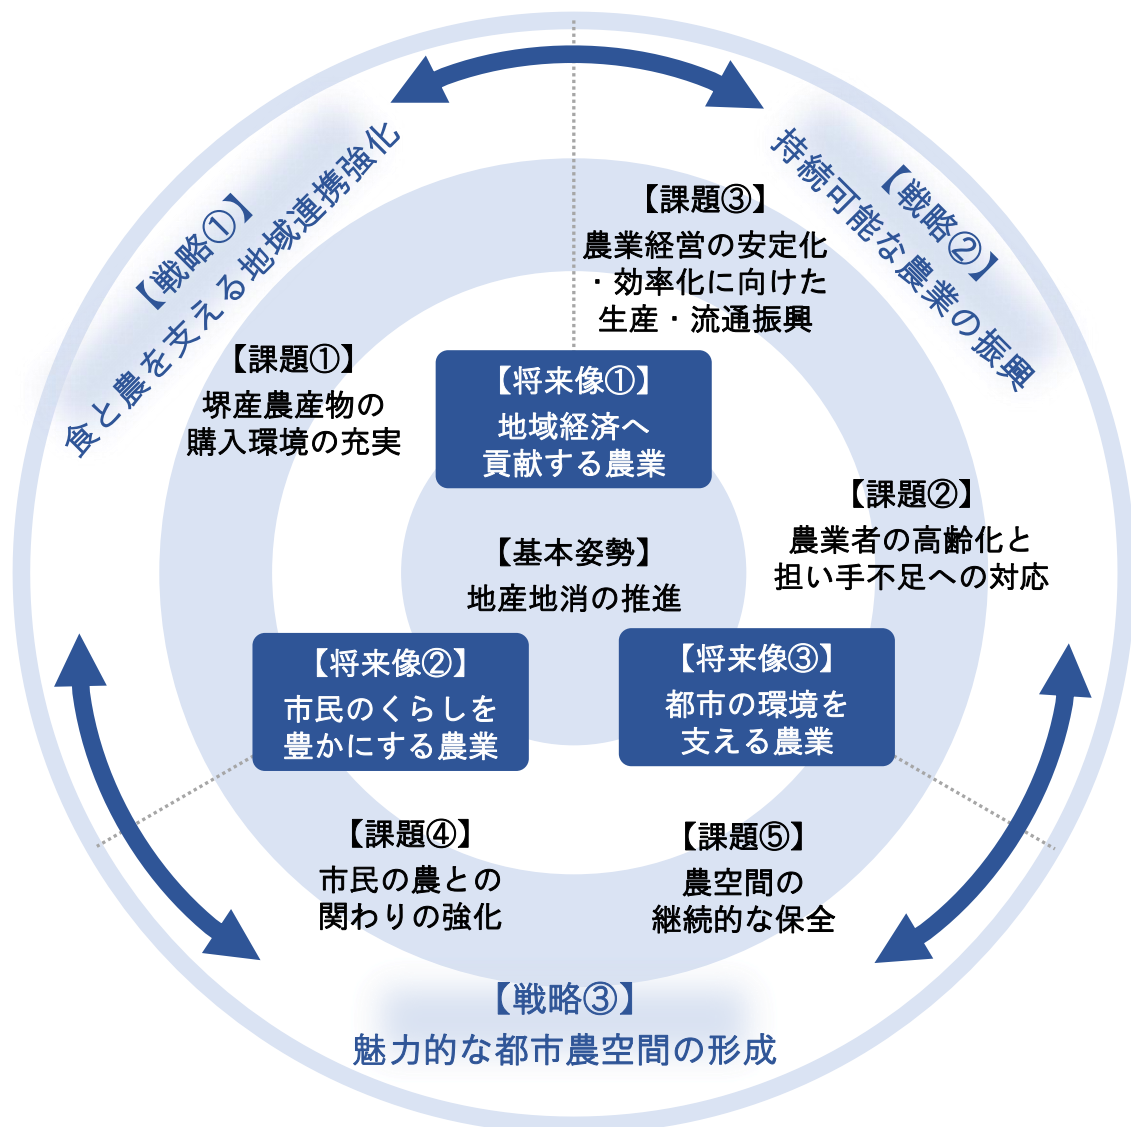 【戦略①】
食と農を支える地域連携強化
【戦略②】
持続可能な農業の振興
【課題③】
農業経営の安定化
・効率化に向けた
生産・流通振興
【課題①】
堺産農産物の
購入環境の充実
【将来像①】
地域経済へ
貢献する農業
【課題②】
農業者の高齢化と
担い手不足への対応
【基本姿勢】
地産地消の推進
【将来像②】
市民のくらしを
豊かにする農業
【将来像③】
都市の環境を
支える農業
【課題④】
市民の農との
関わりの強化
【課題⑤】
農空間の
継続的な保全
【戦略③】
魅力的な都市農空間の形成